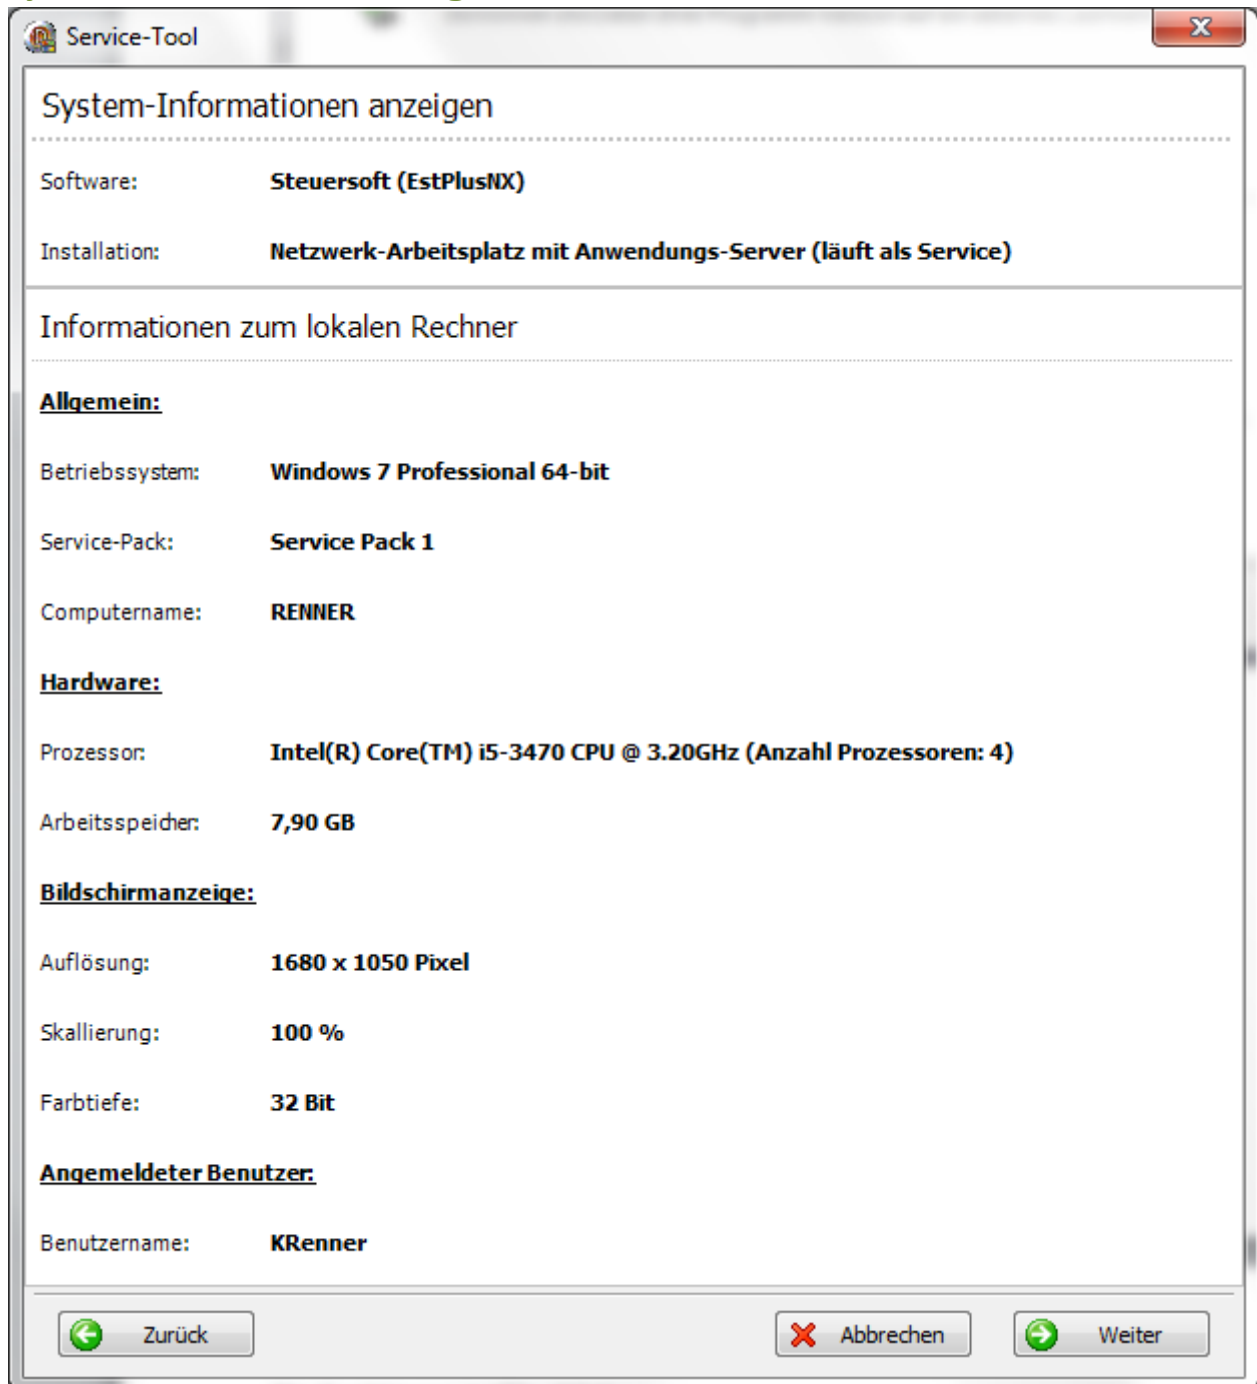 Service-Tool
System-Informationen anzeigen
Software: Steuersoft (EstPlusNX)
Installation: Netzwerk-Arbeitsplatz mit Anwendungs-Server (läuft als Service)
Informationen zum lokalen Rechner
Allgemein:
Betriebssystem: Windows 7 Professional 64-bit
Service-Pack: Service Pack 1
Computername: RENNER
Hardware:
Prozessor: Intel(R) Core(TM) i5-3470 CPU @ 3.20GHz (Anzahl Prozessoren: 4)
Arbeitsspeicher: 7,90 GB
Bildschirmanzeige:
Auflösung: 1680 x 1050 Pixel
Skallierung: 100 %
Farbtiefe: 32 Bit
Angemeldeter Benutzer:
Benutzername: KRenner
Zurück Abbrechen Weiter